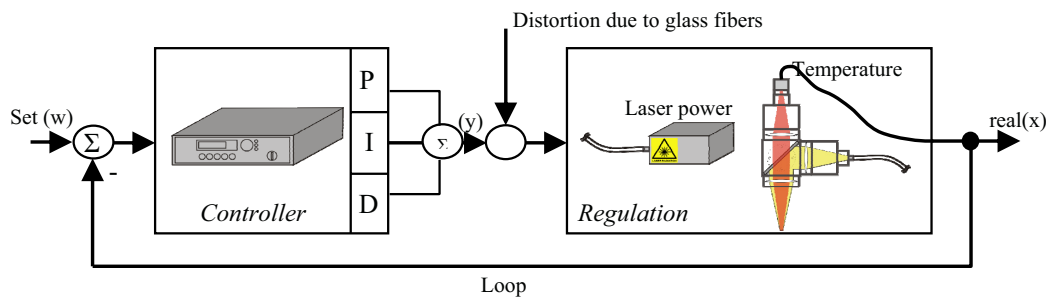 Distortion due to glass fibers
P
Temperature
Laser power
Set (w)
Σ
-
I
Σ
(y)
real(x)
D
Controller
Regulation
Loop